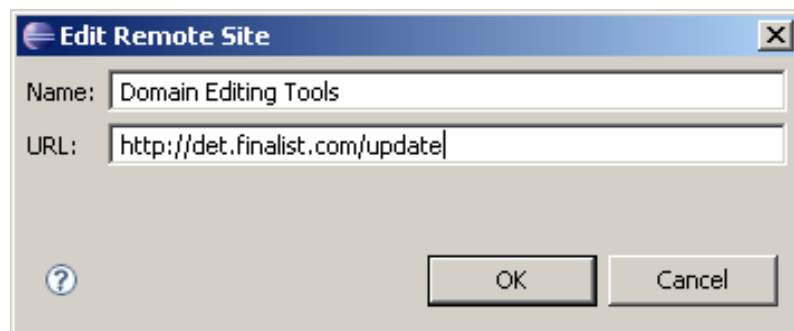 Edit Remote Site
Name: Domain Editing Tools
URL: http://det.finalist.com/update
OK Cancel